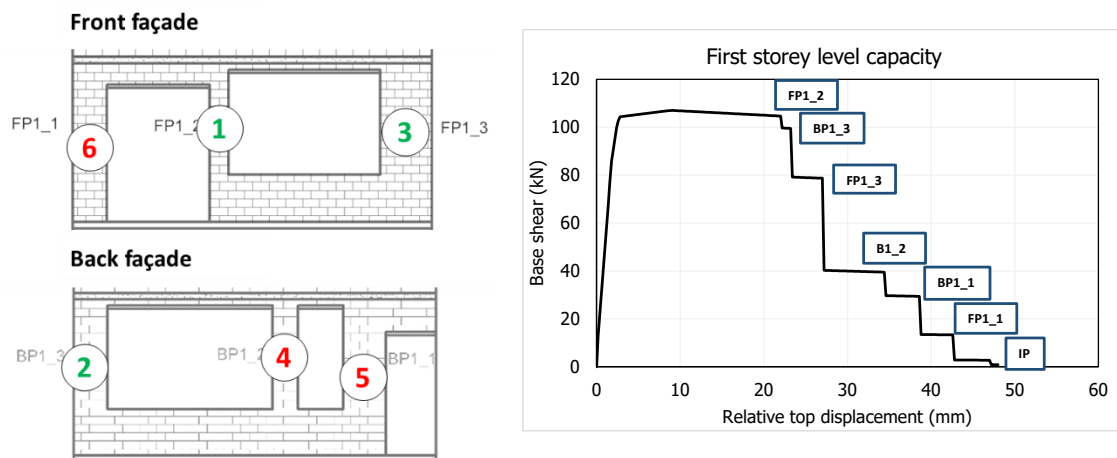 Front façade
FP1_1
6
FP1_2
1
3
FP1_3
Back façade
BP1_3
2
BP1_2
4
5
BP1_1
First storey level capacity
Base shear (kN)
120
100
80
60
40
20
0
FP1_2
BP1_3
FP1_3
B1_2
BP1_1
FP1_1
IP
0 10 20 30 40 50 60
Relative top displacement (mm)